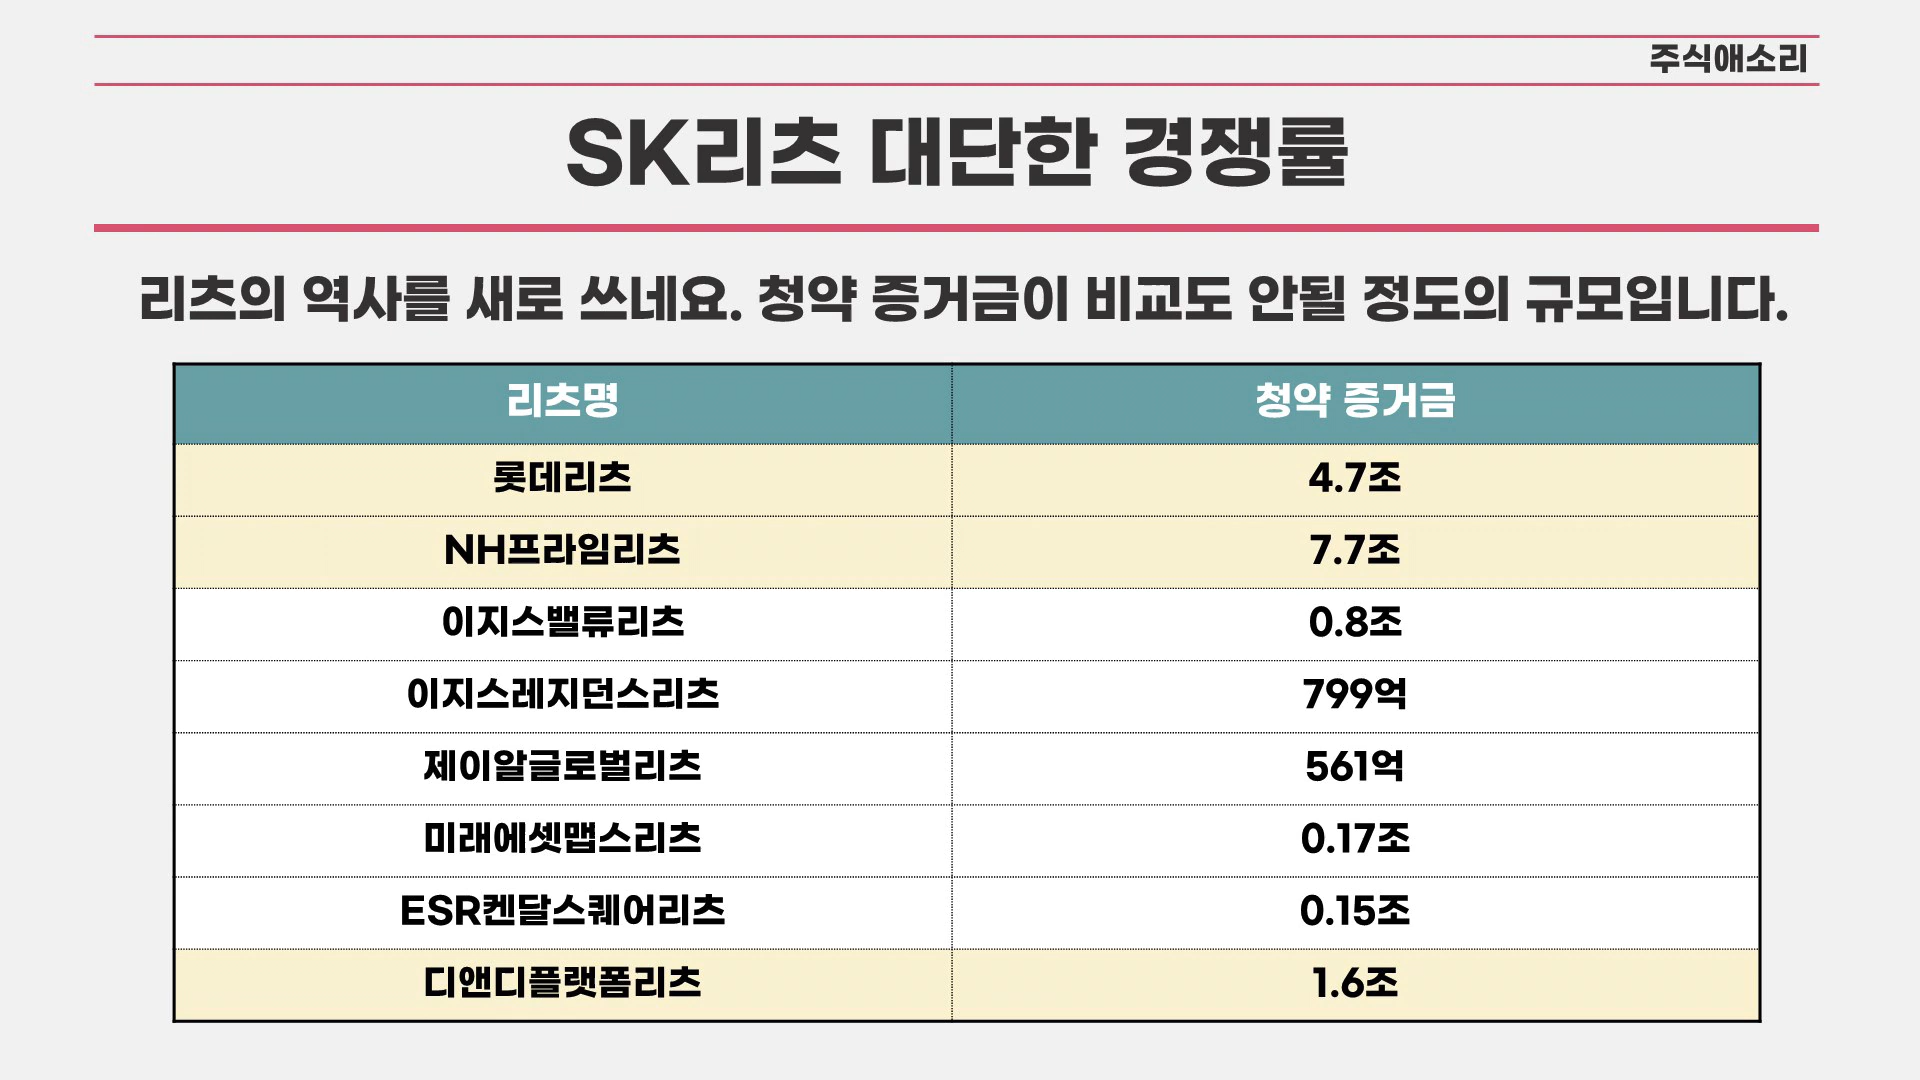 주식애소리
SK리츠 대단한 경쟁률
리츠의 역사를 새로 쓰네요. 청약 증거금이 비교도 안될 정도의 규모입니다.
리츠명 청약 증거금
롯데리츠 4.7조
NH프라임리츠 7.7조
이지스밸류리츠 0.8조
이지스레지던스리츠 799억
제이알글로벌리츠 561억
미래에셋맵스리츠 0.17조
ESR켄달스퀘어리츠 0.15조
디앤디플랫폼리츠 1.6조